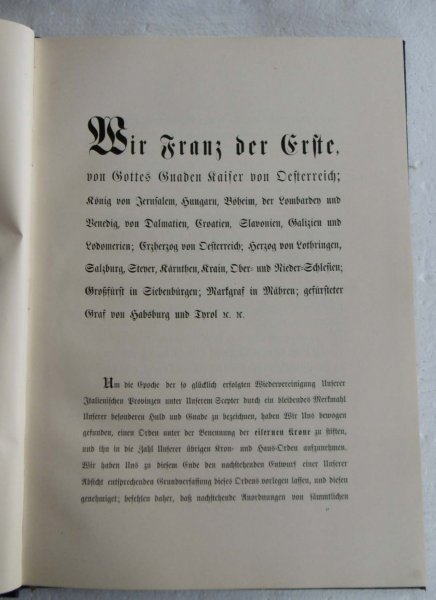 Wir Franz der Erste,
von Gottes Gnaden Kaiser von Oesterreich;
König von Jerusalem, Hungarn, Böheim, der Lombardey und
Venedig, von Dalmatien, Croatien, Slavonien, Galizien und
Lodomerien; Erzherzog von Oesterreich; Herzog von Lothringen,
Salzburg, Steyer, Kärnthen, Krain, Ober- und Nieder-Schlesien;
Großfürst in Siebenbürgen; Markgraf in Mähren; gefürsteter
Graf von Habsburg und Tyrol ꝛc. ꝛc.
Um die Epoche der so glücklich erfolgten Wiedervereinigung Unserer
Italienischen Provinzen unter Unserem Scepter durch ein bleibendes Merkmahl
Unserer besonderen Huld und Gnade zu bezeichnen, haben Wir Uns bewogen
gefunden, einen Orden unter der Benennung der eisernen Krone zu stiften,
und ihn in die Zahl Unserer übrigen Kron- und Haus-Orden aufzunehmen.
Wir haben Uns zu diesem Ende den nachstehenden Entwurf einer Unserer
Absicht entsprechenden Grundverfassung dieses Ordens vorlegen lassen, und diesen
genehmiget; befehlen daher, daß nachstehende Anordnungen von sämmtlichen